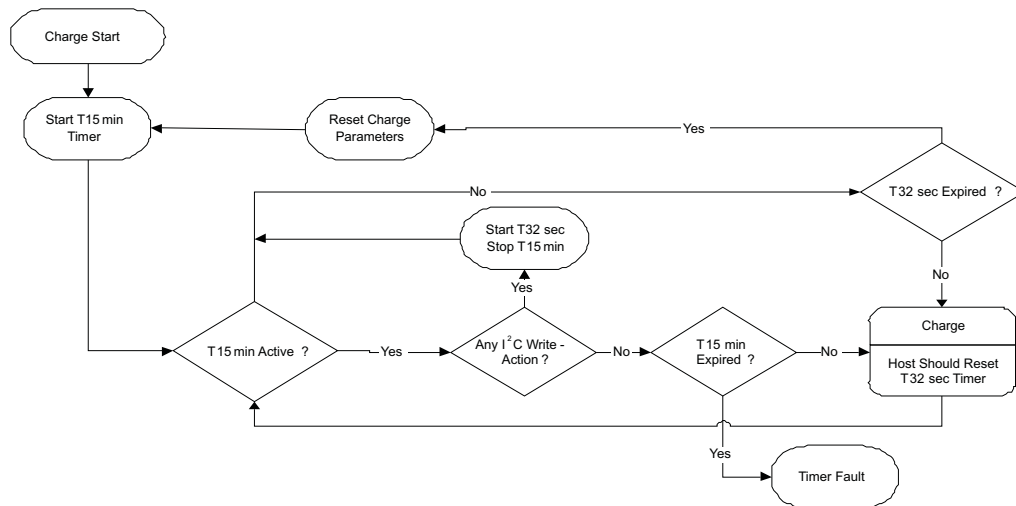 Charge Start
Start T15 min
Timer
Reset Charge
Parameters
Yes
No
T32 sec Expired ?
Start T32 sec
Stop T15 min
No
Yes
T15 min Active ?
Yes
Any I²C Write -
Action ?
No
T15 min
Expired ?
No
Charge
Host Should Reset
T32 sec Timer
Yes
Timer Fault